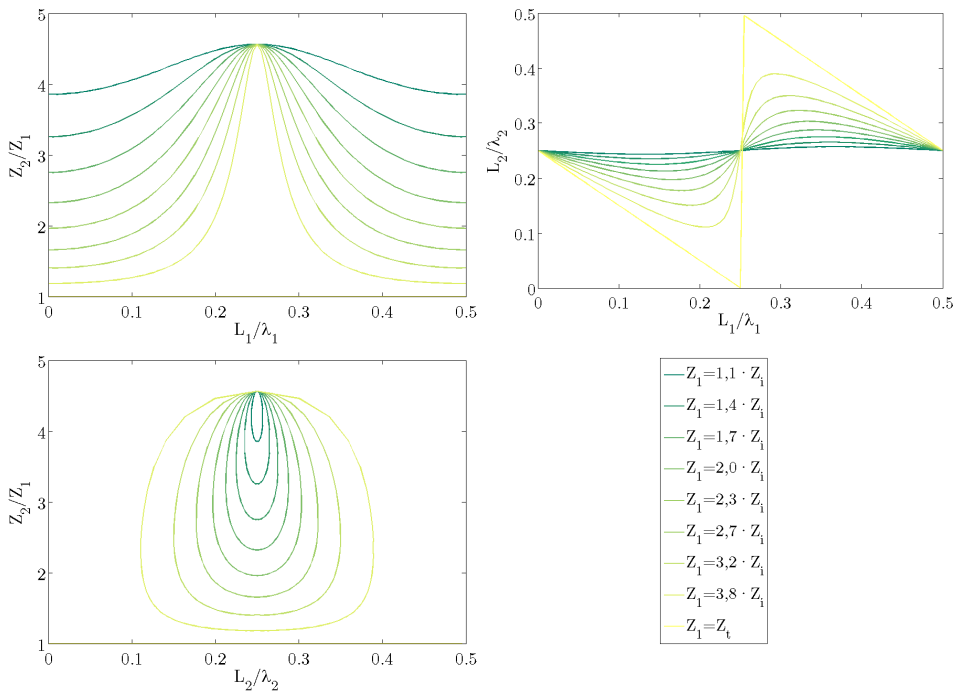 5
4
3
2
1
Z₂/Z₁
0 0.1 0.2 0.3 0.4 0.5
L₁/λ₁
0.5
0.4
0.3
0.2
0.1
0
L₂/λ₂
0 0.1 0.2 0.3 0.4 0.5
L₁/λ₁
5
4
3
2
1
Z₂/Z₁
0 0.1 0.2 0.3 0.4 0.5
L₂/λ₂
Z₁=1,1 · Zᵢ
Z₁=1,4 · Zᵢ
Z₁=1,7 · Zᵢ
Z₁=2,0 · Zᵢ
Z₁=2,3 · Zᵢ
Z₁=2,7 · Zᵢ
Z₁=3,2 · Zᵢ
Z₁=3,8 · Zᵢ
Z₁=Zₜ